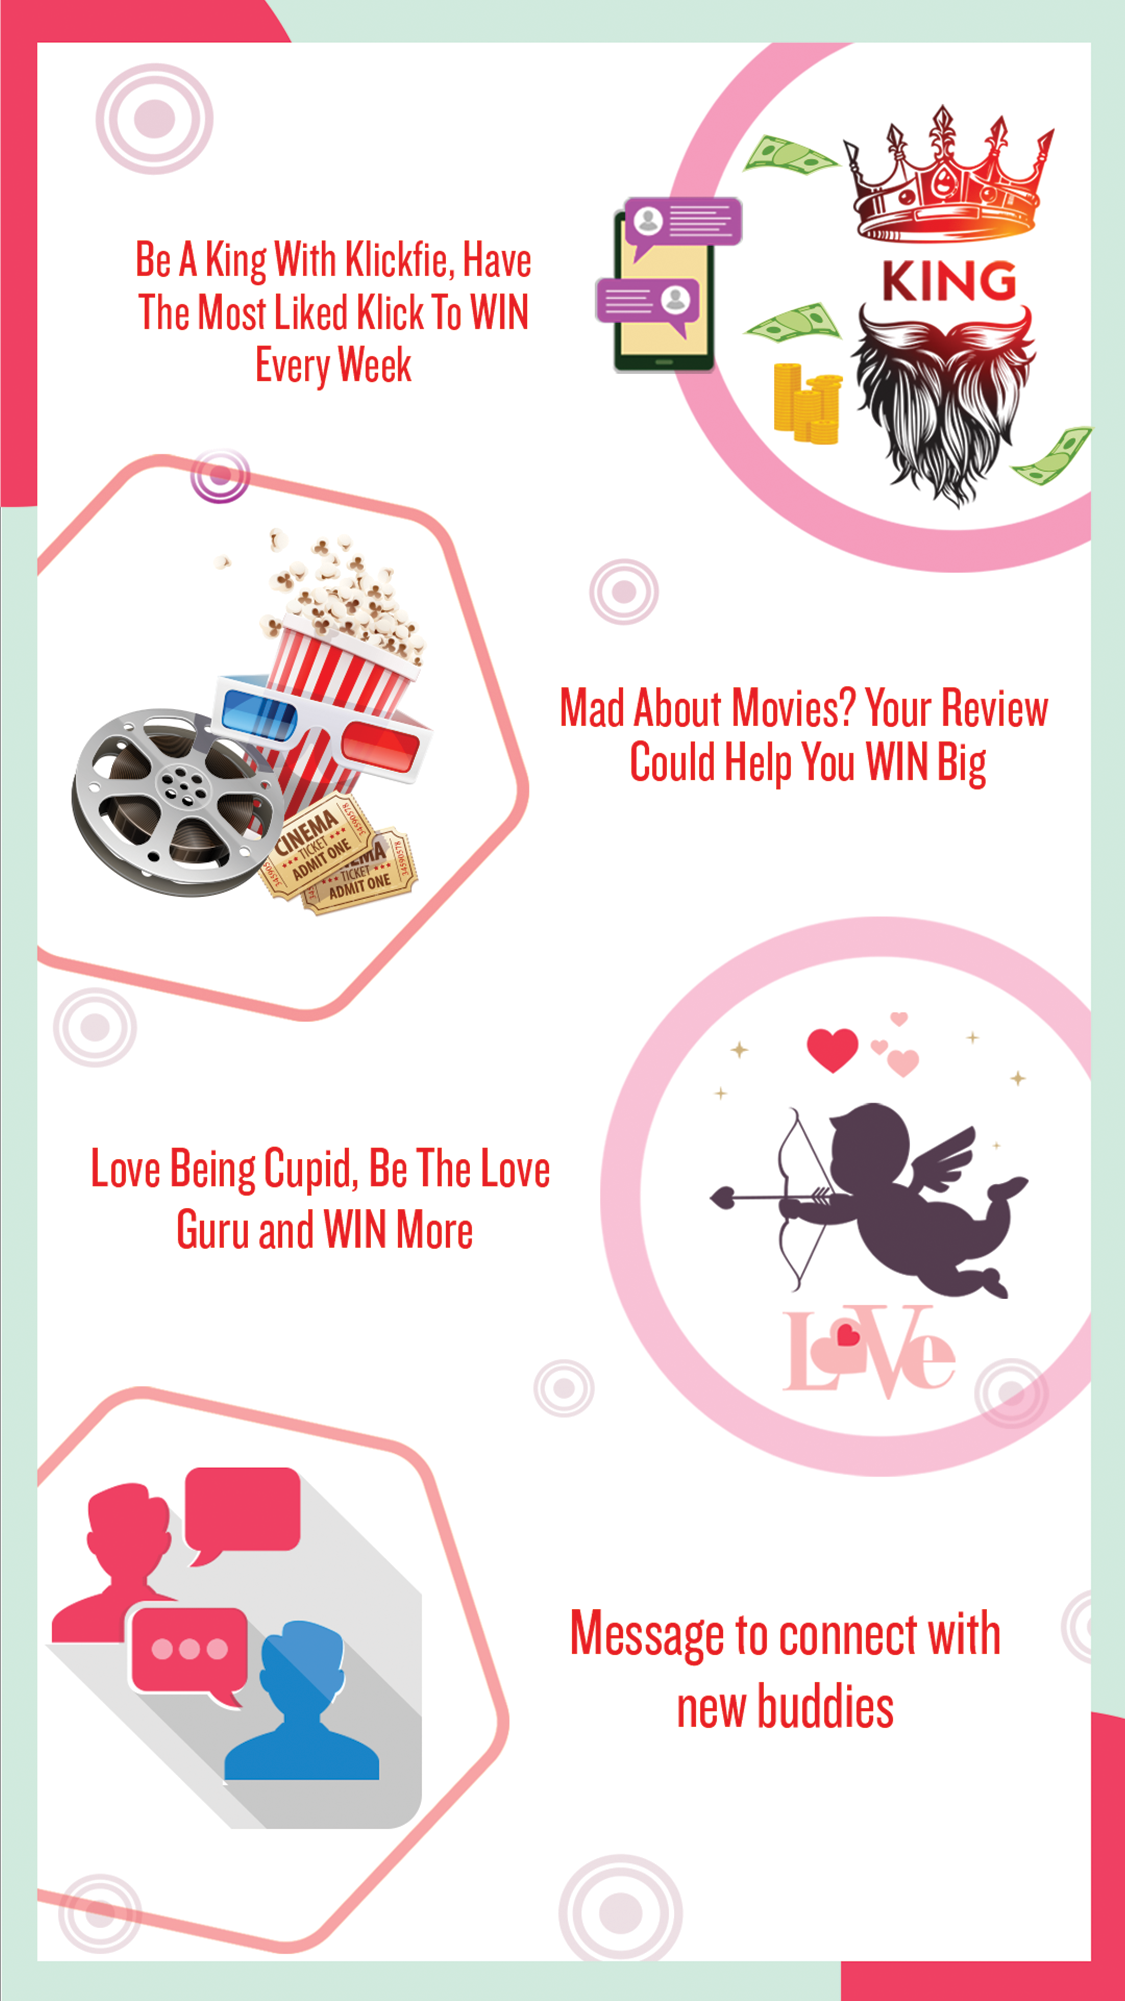 Be A King With Klickfie, Have
The Most Liked Klick To WIN
Every Week
KING
CINEMA
TICKET
ADMIT ONE
34590578
TICKET
ADMIT ONE
34590578
Mad About Movies? Your Review
Could Help You WIN Big
Love Being Cupid, Be The Love
Guru and WIN More
LOVe
Message to connect with
new buddies